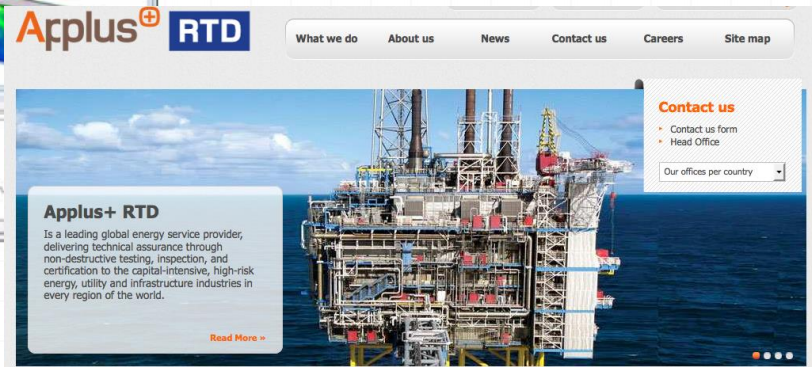 Applus+ RTD
What we do About us News Contact us Careers Site map
Contact us
Contact us form
Head Office
Our offices per country
Applus+ RTD
Is a leading global energy service provider,
delivering technical assurance through
non-destructive testing, inspection, and
certification to the capital-intensive, high-risk
energy, utility and infrastructure industries in
every region of the world.
Read More »